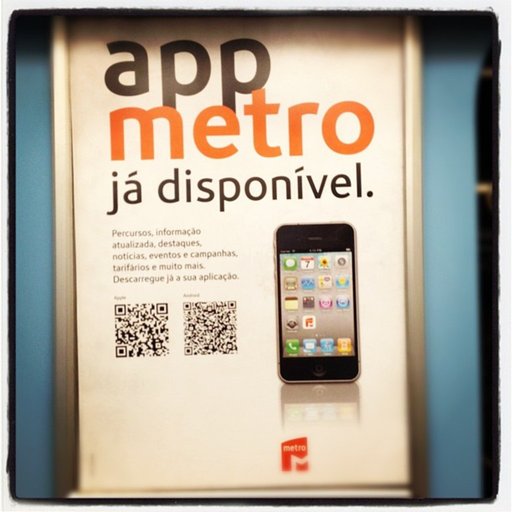 app
metro
já disponível.
Percursos, informação
atualizada, destaques,
notícias, eventos e campanhas,
tarifários e muito mais.
Descarregue já a sua aplicação.
Apple Android
metro